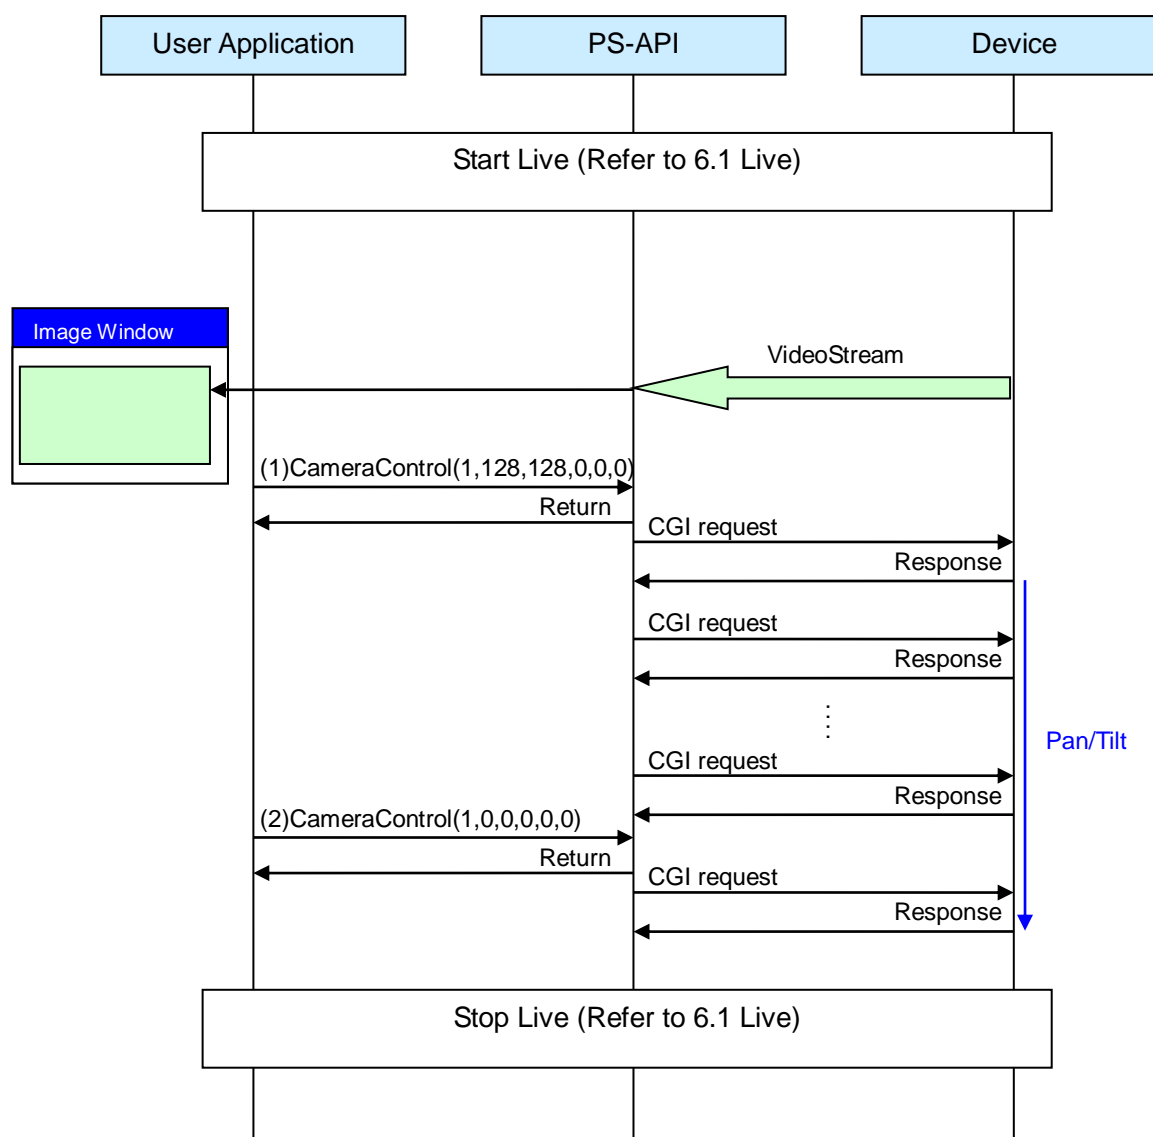 User Application
PS-API
Device
Start Live (Refer to 6.1 Live)
Image Window
VideoStream
(1)CameraControl(1,128,128,0,0,0)
Return
CGI request
Response
CGI request
Response
Pan/Tilt
CGI request
Response
(2)CameraControl(1,0,0,0,0,0)
Return
CGI request
Response
Stop Live (Refer to 6.1 Live)